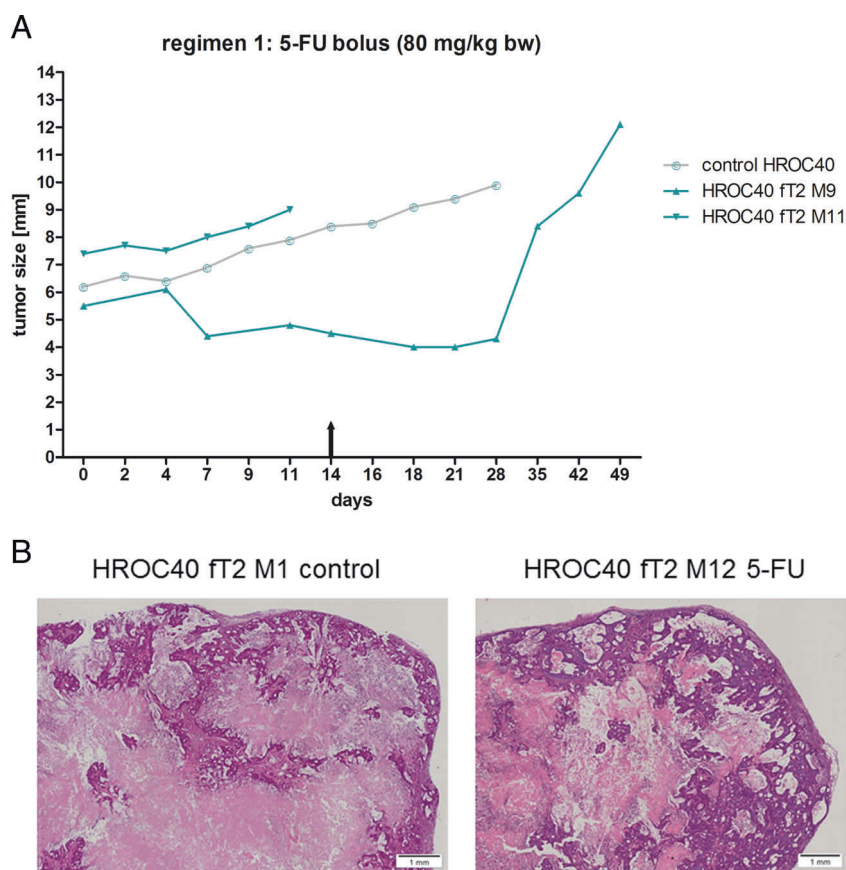 A
regimen 1: 5-FU bolus (80 mg/kg bw)
14
13
12
11
10
9
8
7
6
5
4
3
2
1
0
tumor size [mm]
0 2 4 7 9 11 14 16 18 21 28 35 42 49
days
control HROC40
HROC40 fT2 M9
HROC40 fT2 M11
B
HROC40 fT2 M1 control
HROC40 fT2 M12 5-FU
1 mm
1 mm